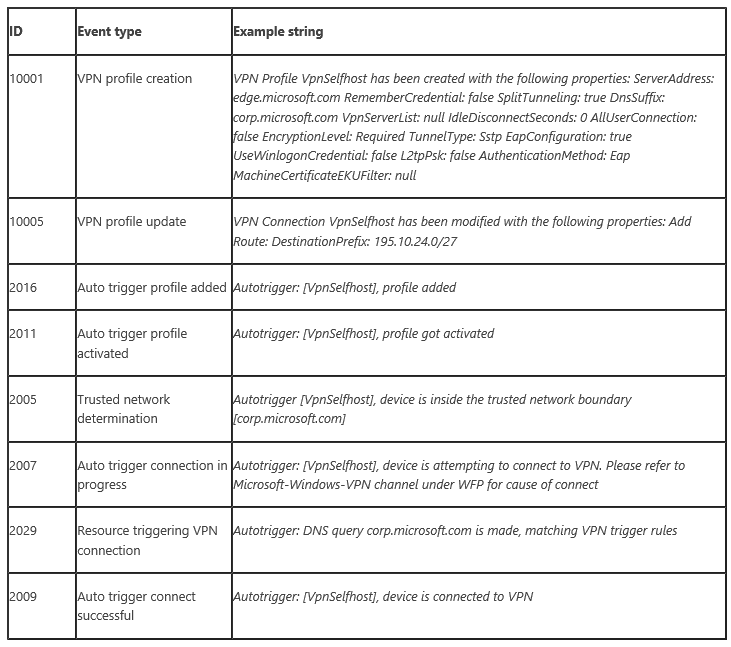 ID Event type Example string
10001 VPN profile creation VPN Profile VpnSelfhost has been created with the following properties: ServerAddress:
edge.microsoft.com RememberCredential: false SplitTunneling: true DnsSuffix:
corp.microsoft.com VpnServerList: null IdleDisconnectSeconds: 0 AllUserConnection:
false EncryptionLevel: Required TunnelType: Sstp EapConfiguration: true
UseWinlogonCredential: false L2tpPsk: false AuthenticationMethod: Eap
MachineCertificateEKUFilter: null
10005 VPN profile update VPN Connection VpnSelfhost has been modified with the following properties: Add
Route: DestinationPrefix: 195.10.24.0/27
2016 Auto trigger profile added Autotrigger: [VpnSelfhost], profile added
2011 Auto trigger profile Autotrigger: [VpnSelfhost], profile got activated
activated
2005 Trusted network Autotrigger [VpnSelfhost], device is inside the trusted network boundary
determination [corp.microsoft.com]
2007 Auto trigger connection in Autotrigger: [VpnSelfhost], device is attempting to connect to VPN. Please refer to
progress Microsoft-Windows-VPN channel under WFP for cause of connect
2029 Resource triggering VPN Autotrigger: DNS query corp.microsoft.com is made, matching VPN trigger rules
connection
2009 Auto trigger connect Autotrigger: [VpnSelfhost], device is connected to VPN
successful